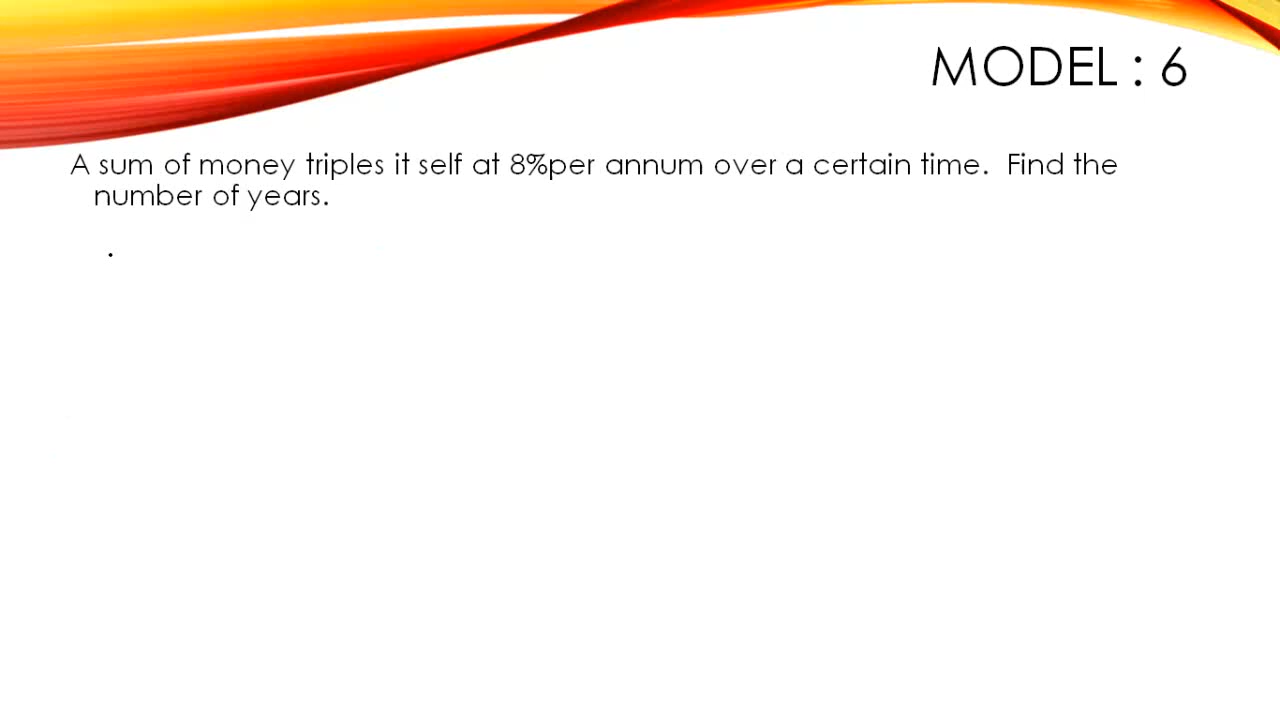 MODEL : 6
A sum of money triples it self at 8%per annum over a certain time.  Find the
number of years.
.